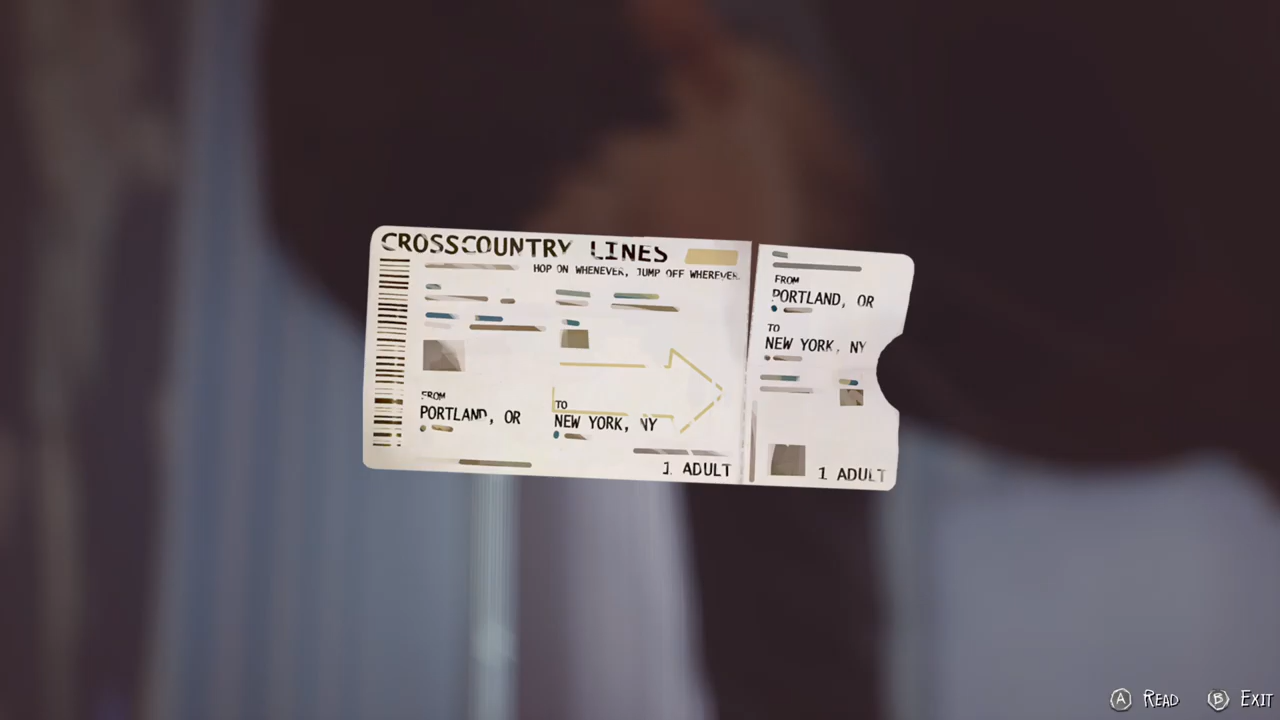 CROSSCOUNTRY LINES
HOP ON WHENEVER, JUMP OFF WHEREVER.
FROM
PORTLAND, OR
TO
NEW YORK, NY
1 ADULT
FROM
PORTLAND, OR
TO
NEW YORK, NY
1 ADULT
A READ
B EXIT